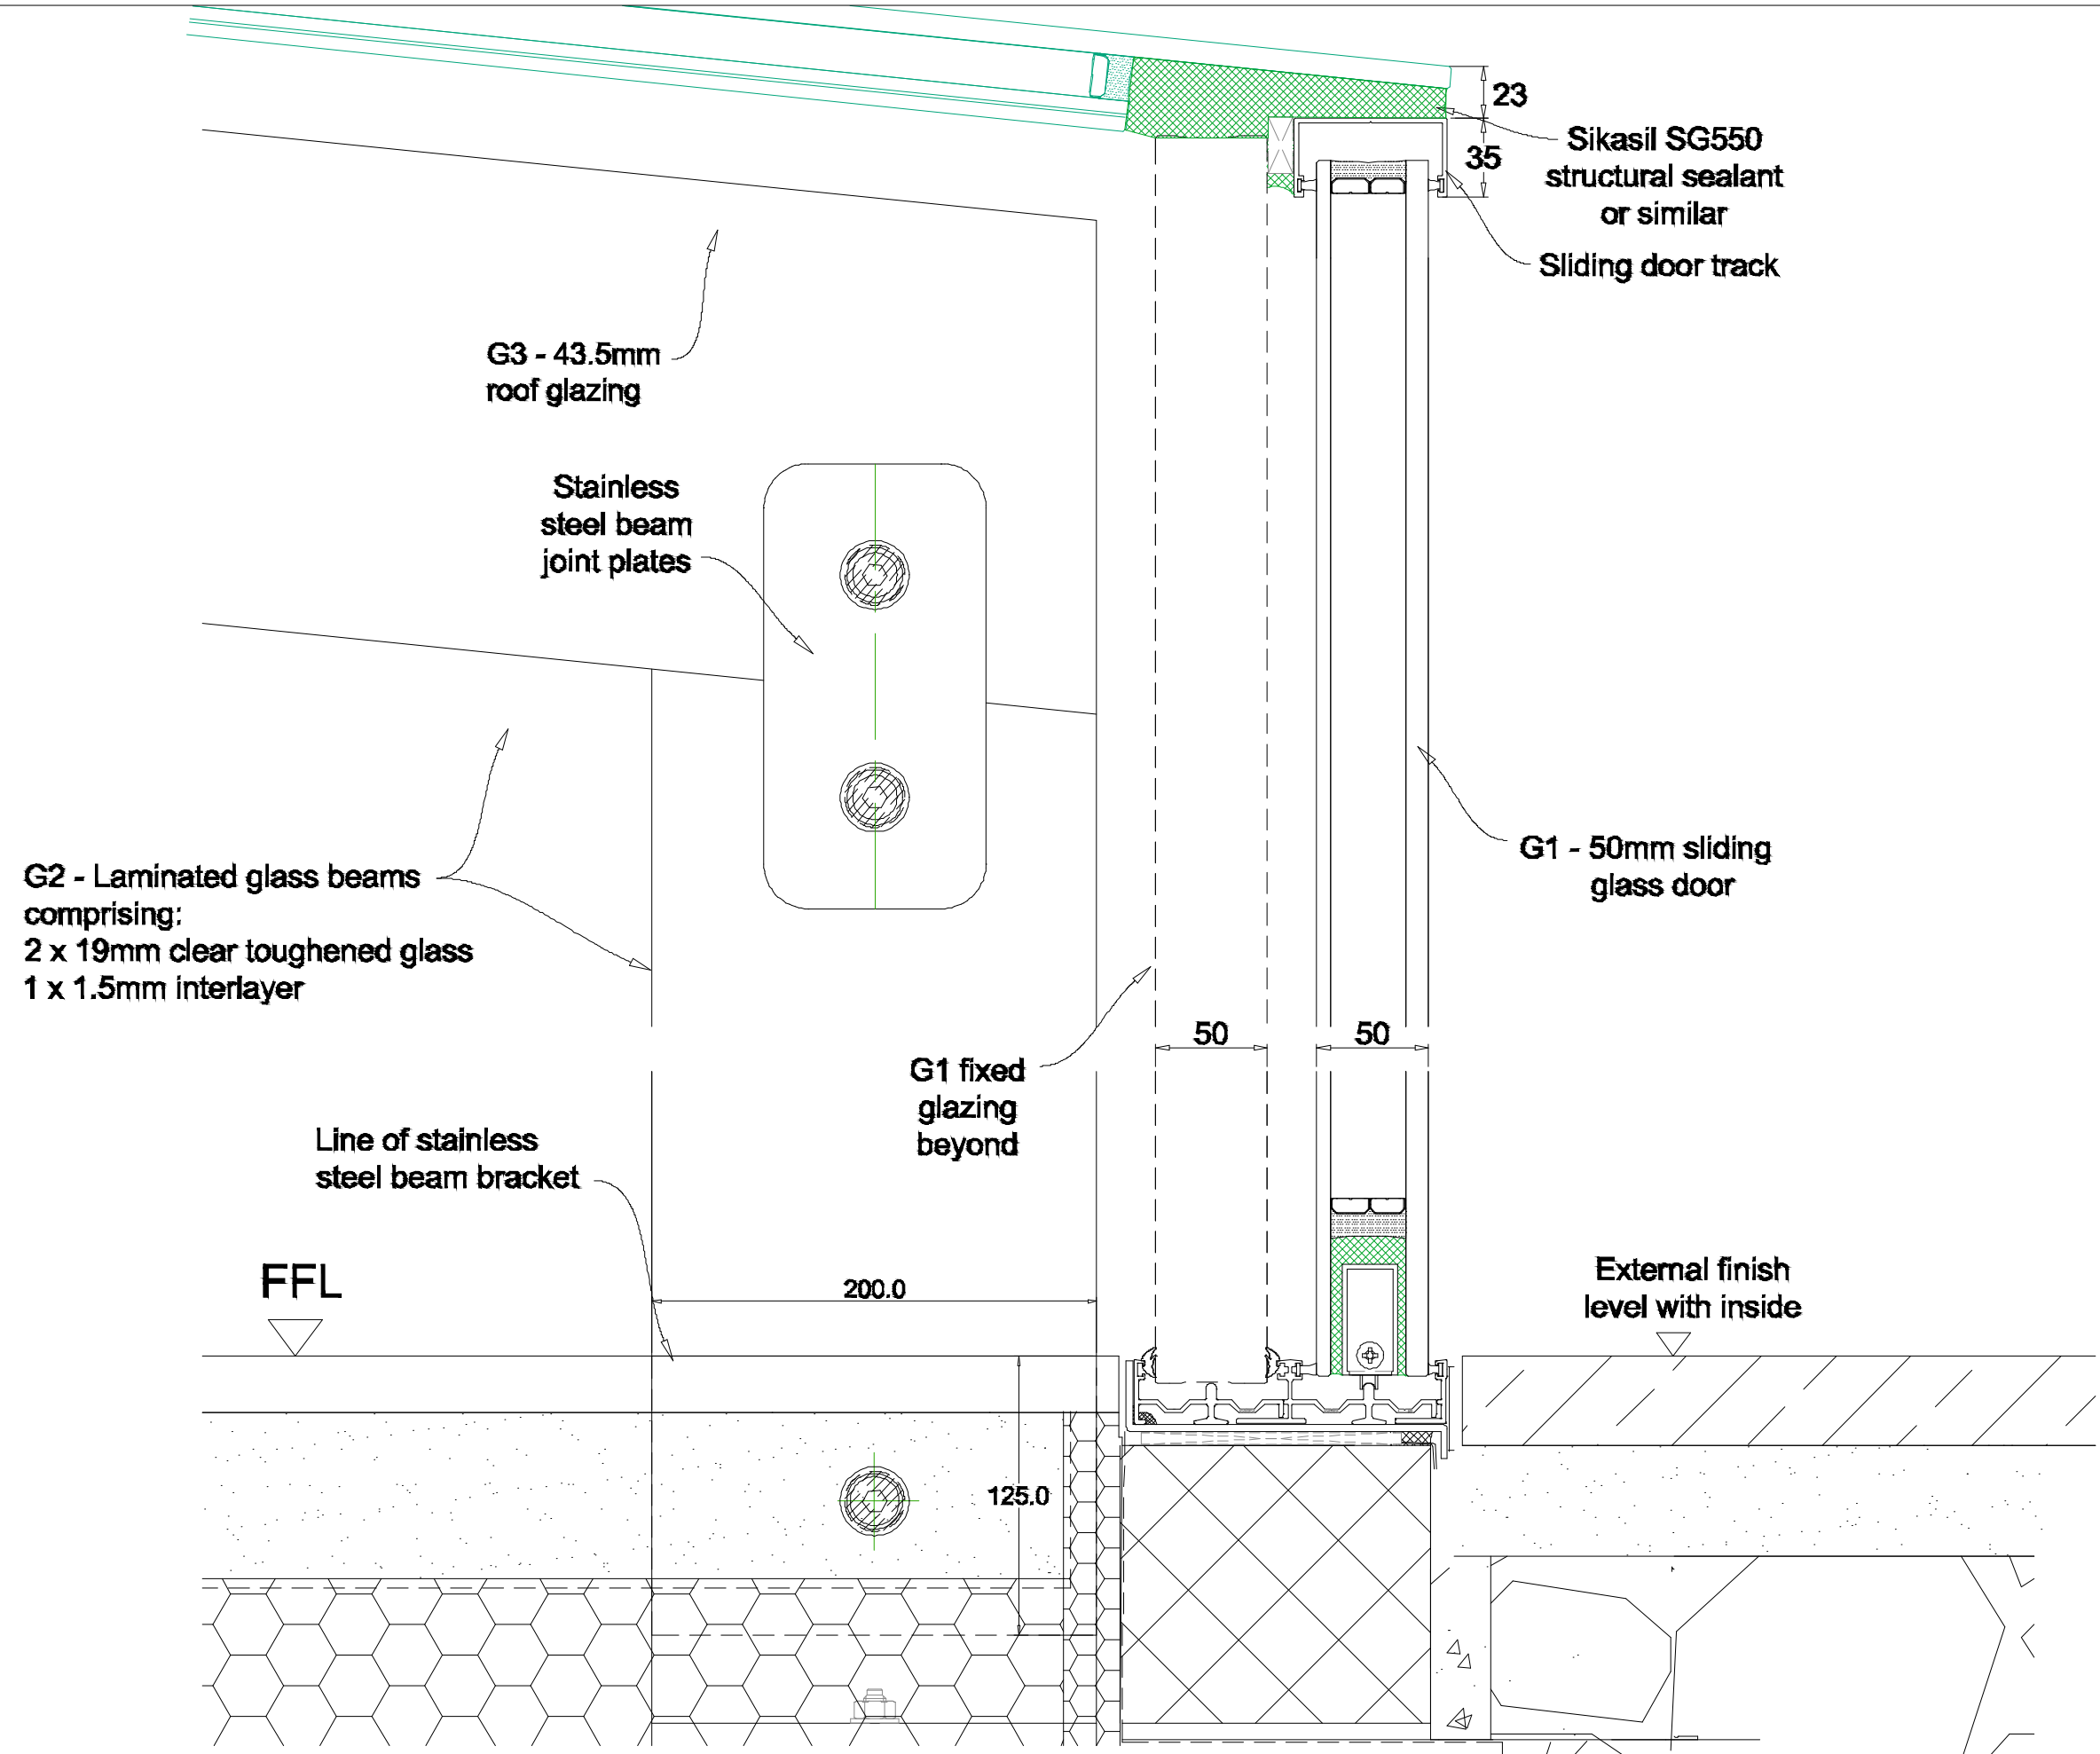 23
Sikasil SG550
structural sealant
or similar
35
Sliding door track
G3 - 43.5mm
roof glazing
Stainless
steel beam
joint plates
G1 - 50mm sliding
glass door
G2 - Laminated glass beams
comprising:
2 x 19mm clear toughened glass
1 x 1.5mm interlayer
50
50
G1 fixed
glazing
beyond
Line of stainless
steel beam bracket
FFL
200.0
External finish
level with inside
125.0